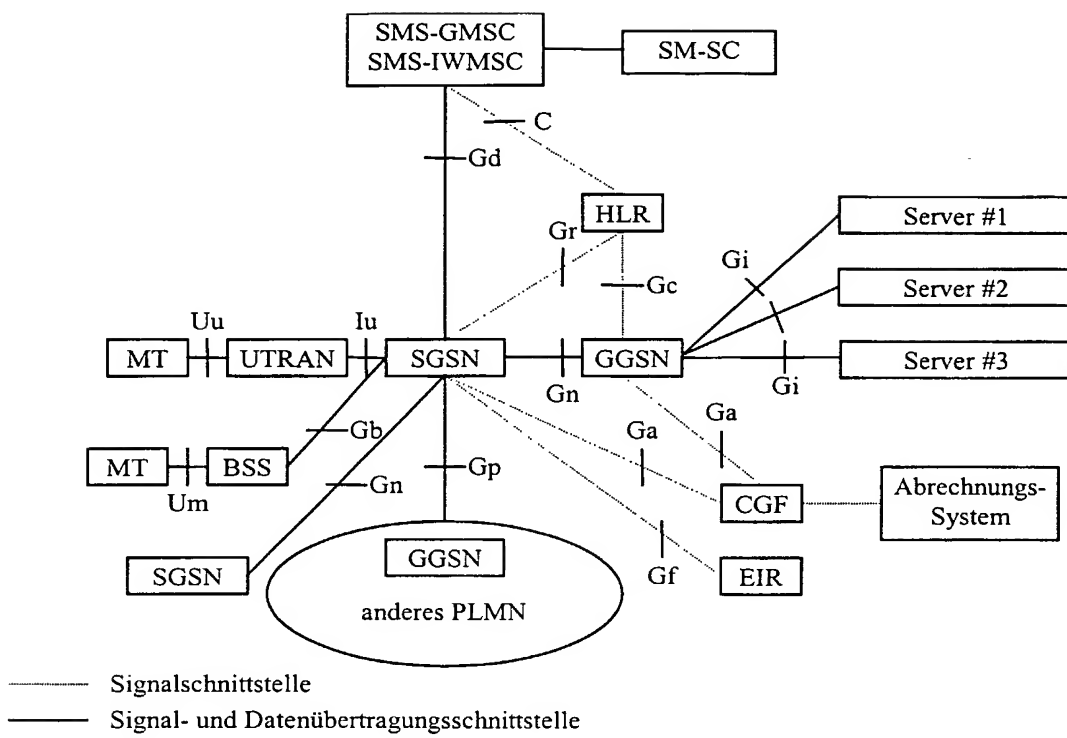 SMS-GMSC
SMS-IWMSC
SM-SC
C
Gd
HLR
Server #1
Gr
Gi
Gc
Server #2
Uu
Iu
MT
UTRAN
SGSN
GGSN
Server #3
Gn
Gi
Ga
Ga
Gb
MT
BSS
Gp
Gn
Um
CGF
Abrechnungs-
System
GGSN
SGSN
Gf
EIR
anderes PLMN
Signalschnittstelle
Signal- und Datenübertragungsschnittstelle